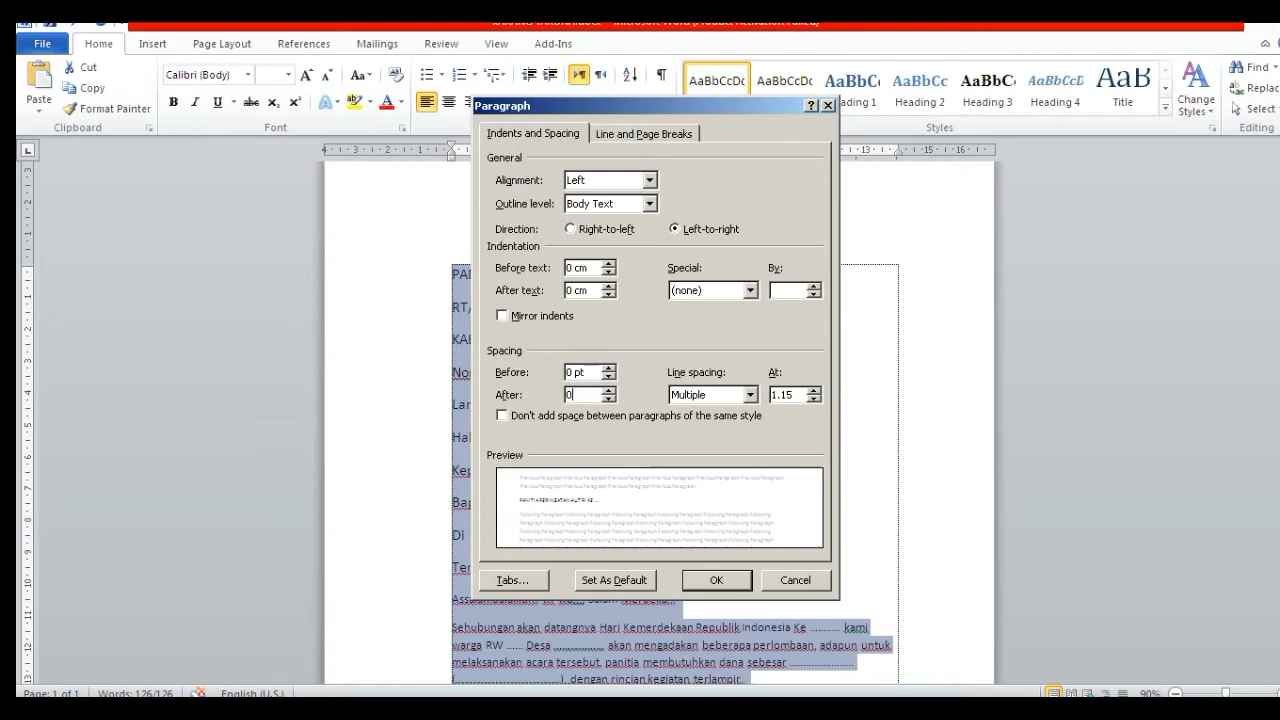 File Home Insert Page Layout References Mailings Review View Add-Ins
Paste Cut Copy Format Painter
Clipboard
Calibri (Body)
Font
AaBbCcDc AaBbCcDc AaBbC AaBbCc AaBbC AaBbCcD AaB
Heading 1 Heading 2 Heading 3 Heading 4 Title
Change Styles
Styles
Find
Replac
Select
Editing
Paragraph
Indents and Spacing Line and Page Breaks
General
Alignment: Left
Outline level: Body Text
Direction: Right-to-left Left-to-right
Indentation
Before text: 0 cm Special: By:
After text: 0 cm (none)
Mirror indents
Spacing
Before: 0 pt Line spacing: At:
After: 0 Multiple 1.15
Don't add space between paragraphs of the same style
Preview
Tabs... Set As Default OK Cancel
RT/
Di
Sehubungan akan datangnya Hari Kemerdekaan Republik Indonesia Ke ........... kami
warga RW ...... Desa .................. akan mengadakan beberapa perlombaan, adapun untuk
melaksanakan acara tersebut, panitia membutuhkan dana sebesar ......................
(....................................), dengan rincian kegiatan terlampir.
Page: 1 of 1 Words: 126/126 English (U.S.) 90%